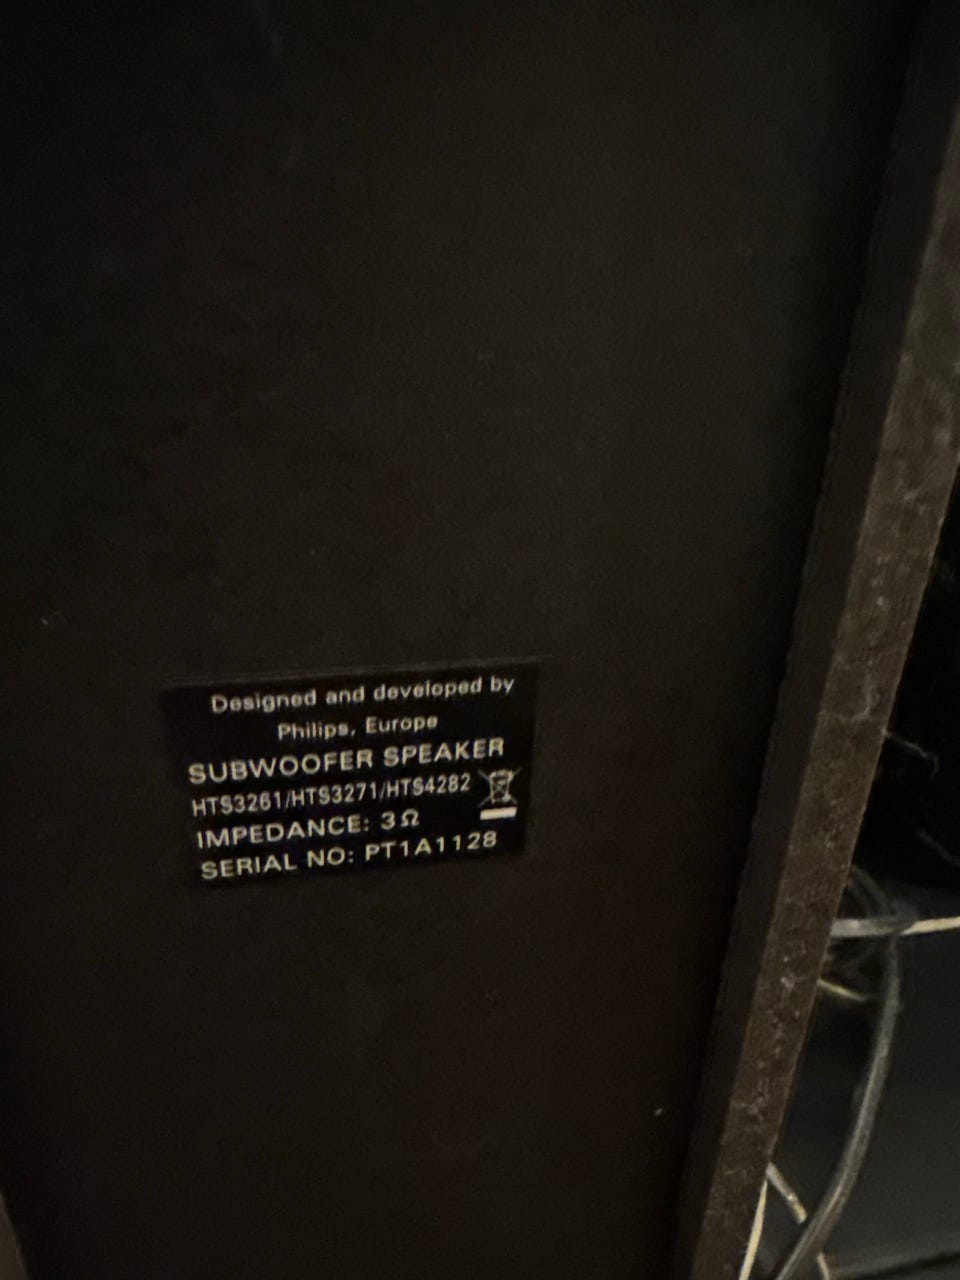 Designed and developed by
Philips, Europe
SUBWOOFER SPEAKER
HTS3261/HTS3271/HTS4282
IMPEDANCE: 3Ω
SERIAL NO: PT1A1128